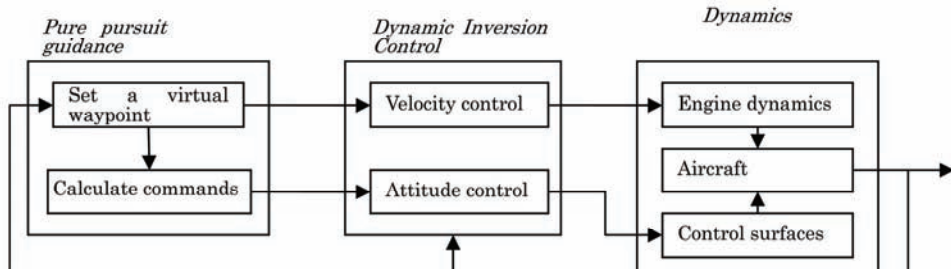 Pure pursuit
guidance
Set a virtual
waypoint
Calculate commands
Dynamic Inversion
Control
Velocity control
Attitude control
Dynamics
Engine dynamics
Aircraft
Control surfaces